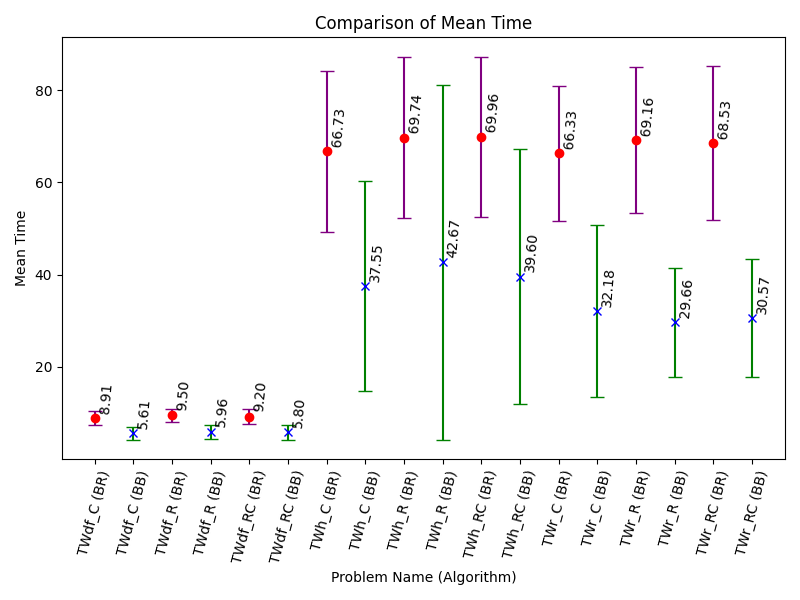 Comparison of Mean Time
Mean Time
80
60
40
20
8.91
5.61
9.50
5.96
9.20
5.80
66.73
37.55
69.74
42.67
69.96
39.60
66.33
32.18
69.16
29.66
68.53
30.57
TWdf_C (BR)
TWdf_C (BB)
TWdf_R (BR)
TWdf_R (BB)
TWdf_RC (BR)
TWdf_RC (BB)
TWh_C (BR)
TWh_C (BB)
TWh_R (BR)
TWh_R (BB)
TWh_RC (BR)
TWh_RC (BB)
TWr_C (BR)
TWr_C (BB)
TWr_R (BR)
TWr_R (BB)
TWr_RC (BR)
TWr_RC (BB)
Problem Name (Algorithm)